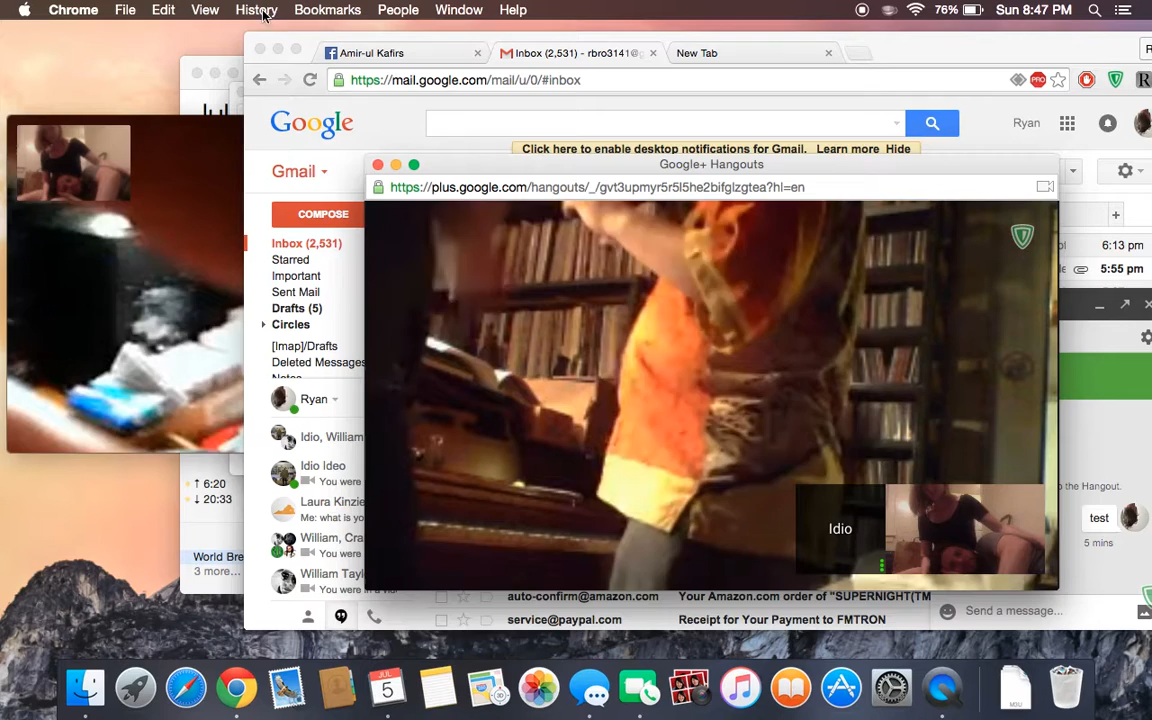 Chrome File Edit View History Bookmarks People Window Help 76% Sun 8:47 PM
Amir-ul Kafirs Inbox (2,531) - rbro3141@ New Tab
https://mail.google.com/mail/u/0/#inbox PRO
Google Ryan
Click here to enable desktop notifications for Gmail. Learn more Hide
Gmail
Google+ Hangouts
https://plus.google.com/hangouts/_/gvt3upmyr5r5l5he2bifglzgtea?hl=en
COMPOSE
Inbox (2,531) 6:13 pm
Starred
5:55 pm
Important
Sent Mail
Drafts (5)
Circles
[Imap]/Drafts
Deleted Messages
Ryan
Idio, William
Idio Ideo
You were
Laura Kinzie
Me: what is yo
William, Cra
You were
William Tayl
You were in a vi
↑ 6:20
↓ 20:33
World Bre
3 more...
the Hangout.
test
5 mins
Idio
auto-confirm@amazon.com Your Amazon.com order of "SUPERNIGHT(TM
service@paypal.com Receipt for Your Payment to FMTRON
Send a message...
JUL
5